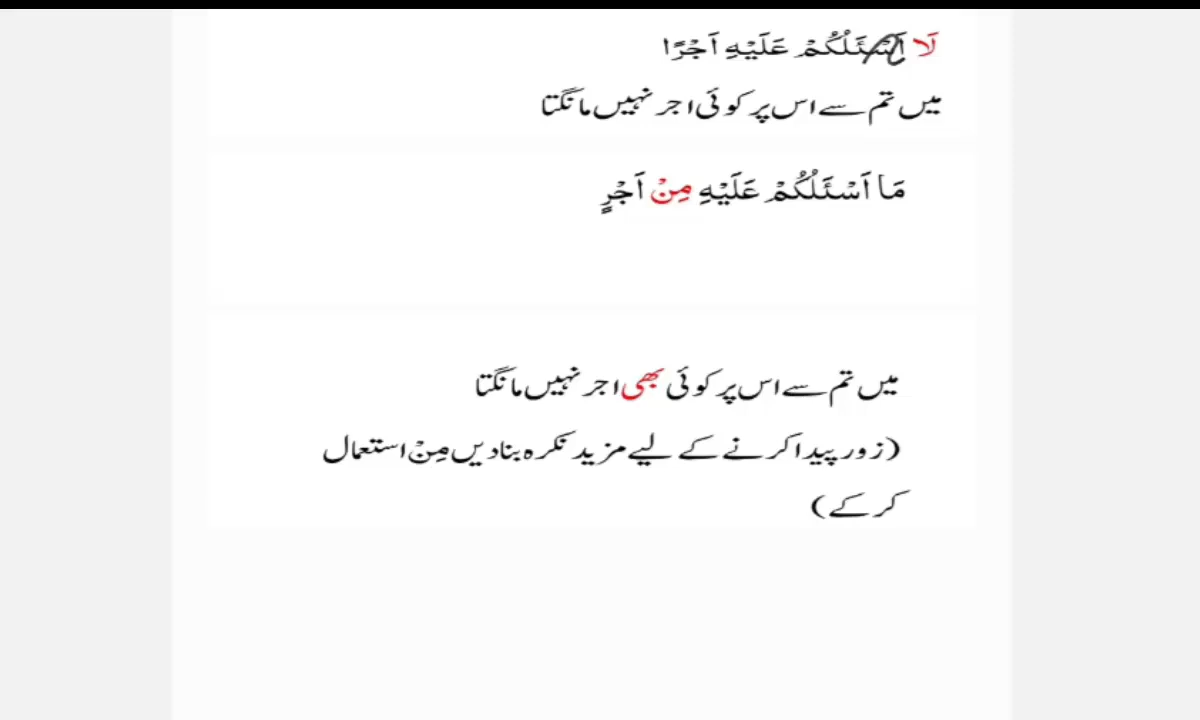 لَا اَسْـَٔلُكُمْ عَلَيْهِ اَجْرًا
میں تم سے اس پر کوئی اجر نہیں مانگتا
مَا اَسْـَٔلُكُمْ عَلَيْهِ مِنْ اَجْرٍ
میں تم سے اس پر کوئی بھی اجر نہیں مانگتا
(زور پیدا کرنے کے لیے مزید نکرہ بنادیں مِنْ استعمال
کر کے)